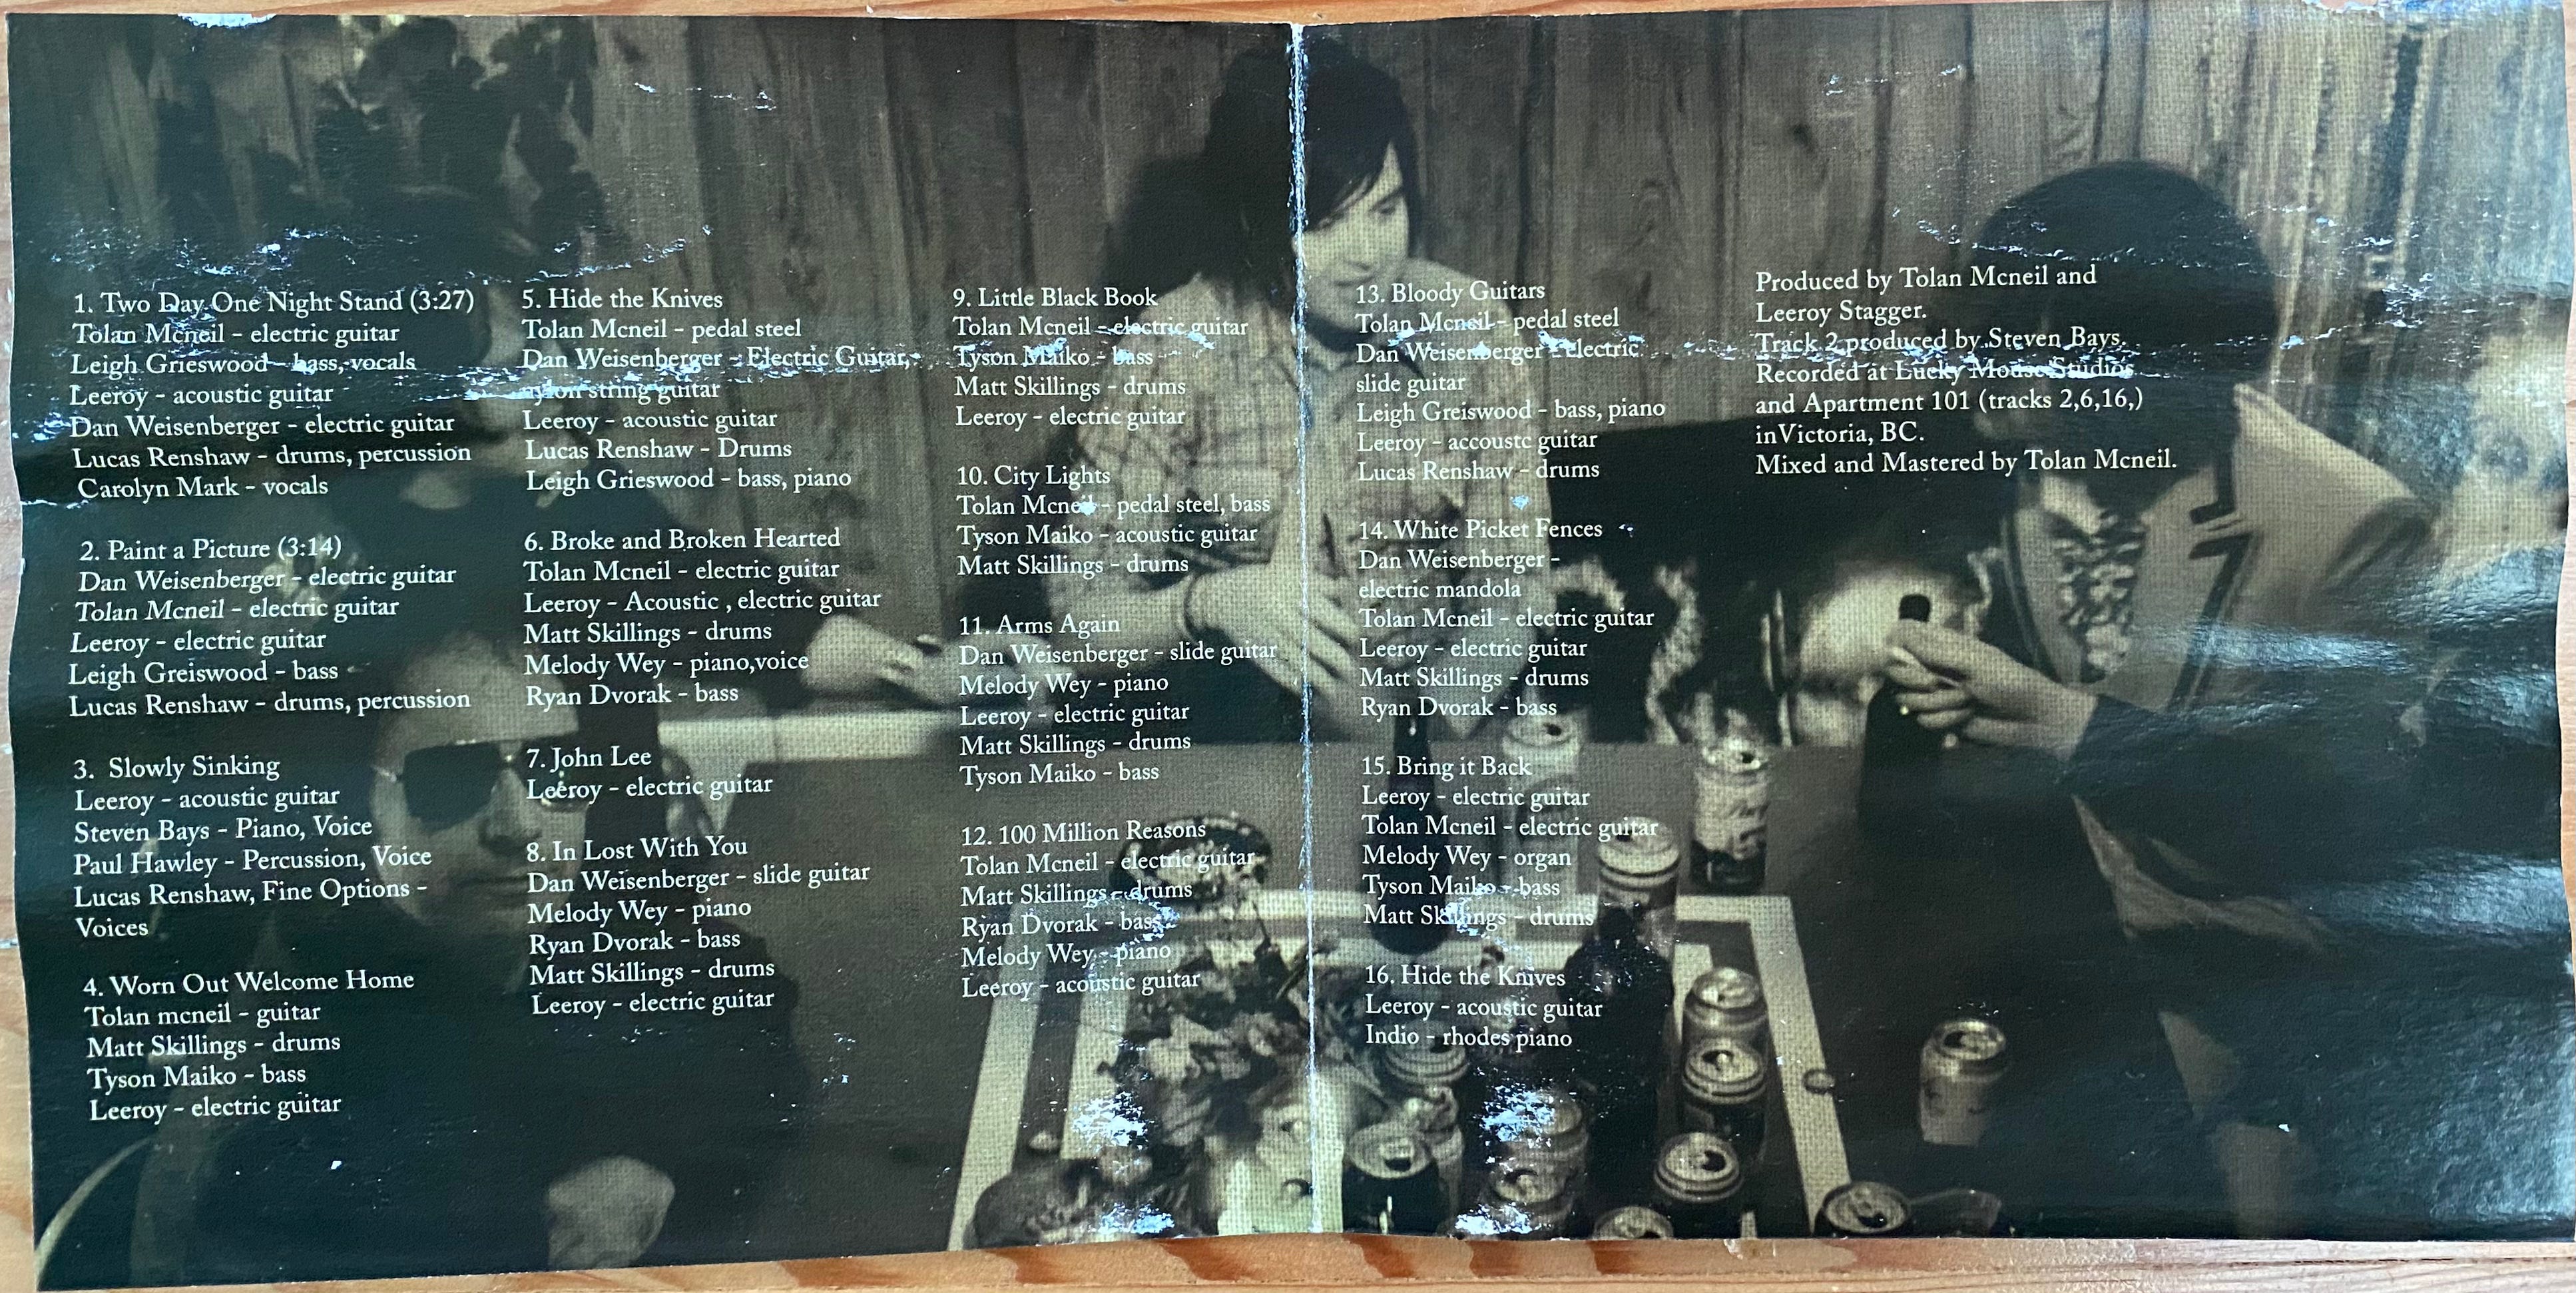 1. Two Day One Night Stand (3:27)
Tolan Mcneil - electric guitar
Leigh Grieswood - bass, vocals
Leeroy - acoustic guitar
Dan Weisenberger - electric guitar
Lucas Renshaw - drums, percussion
Carolyn Mark - vocals
2. Paint a Picture (3:14)
Dan Weisenberger - electric guitar
Tolan Mcneil - electric guitar
Leeroy - electric guitar
Leigh Greiswood - bass
Lucas Renshaw - drums, percussion
3. Slowly Sinking
Leeroy - acoustic guitar
Steven Bays - Piano, Voice
Paul Hawley - Percussion, Voice
Lucas Renshaw, Fine Options -
Voices
4. Worn Out Welcome Home
Tolan mcneil - guitar
Matt Skillings - drums
Tyson Maiko - bass
Leeroy - electric guitar
5. Hide the Knives
Tolan Mcneil - pedal steel
Dan Weisenberger - Electric Guitar,
nylon string guitar
Leeroy - acoustic guitar
Lucas Renshaw - Drums
Leigh Grieswood - bass, piano
6. Broke and Broken Hearted
Tolan Mcneil - electric guitar
Leeroy - Acoustic , electric guitar
Matt Skillings - drums
Melody Wey - piano,voice
Ryan Dvorak - bass
7. John Lee
Leeroy - electric guitar
8. In Lost With You
Dan Weisenberger - slide guitar
Melody Wey - piano
Ryan Dvorak - bass
Matt Skillings - drums
Leeroy - electric guitar
9. Little Black Book
Tolan Mcneil - electric guitar
Tyson Maiko - bass
Matt Skillings - drums
Leeroy - electric guitar
10. City Lights
Tolan Mcneil - pedal steel, bass
Tyson Maiko - acoustic guitar
Matt Skillings - drums
11. Arms Again
Dan Weisenberger - slide guitar
Melody Wey - piano
Leeroy - electric guitar
Matt Skillings - drums
Tyson Maiko - bass
12. 100 Million Reasons
Tolan Mcneil - electric guitar
Matt Skillings - drums
Ryan Dvorak - bass
Melody Wey - piano
Leeroy - acoustic guitar
13. Bloody Guitars
Tolan Mcneil - pedal steel
Dan Weisenberger - electric
slide guitar
Leigh Greiswood - bass, piano
Leeroy - accoustc guitar
Lucas Renshaw - drums
14. White Picket Fences
Dan Weisenberger -
electric mandola
Tolan Mcneil - electric guitar
Leeroy - electric guitar
Matt Skillings - drums
Ryan Dvorak - bass
15. Bring it Back
Leeroy - electric guitar
Tolan Mcneil - electric guitar
Melody Wey - organ
Tyson Maiko - bass
Matt Skillings - drums
16. Hide the Knives
Leeroy - acoustic guitar
Indio - rhodes piano
Produced by Tolan Mcneil and
Leeroy Stagger.
Track 2 produced by Steven Bays.
Recorded at Lucky Mouse Studios
and Apartment 101 (tracks 2,6,16,)
inVictoria, BC.
Mixed and Mastered by Tolan Mcneil.